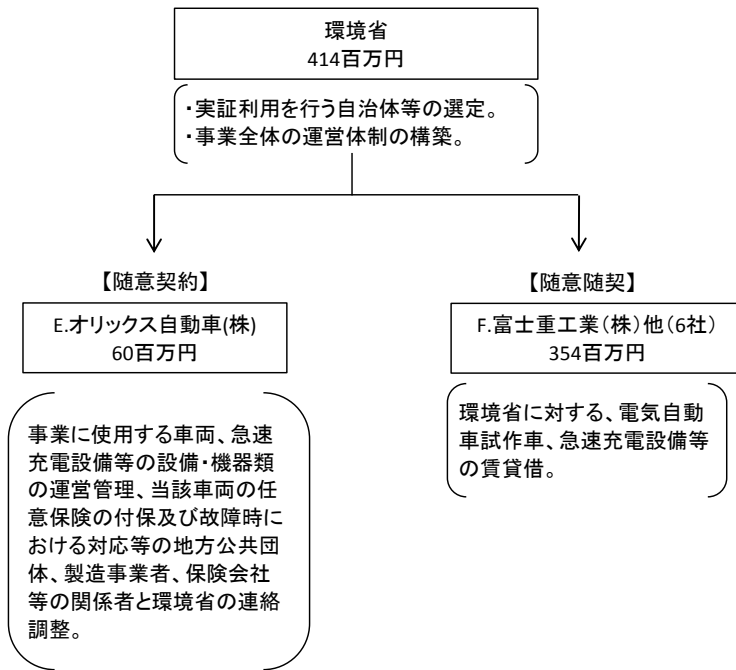 環境省
414百万円
・実証利用を行う自治体等の選定。
・事業全体の運営体制の構築。
【随意契約】
E.オリックス自動車(株)
60百万円
事業に使用する車両、急速
充電設備等の設備・機器類
の運営管理、当該車両の任
意保険の付保及び故障時に
おける対応等の地方公共団
体、製造事業者、保険会社
等の関係者と環境省の連絡
調整。
【随意随契】
F.富士重工業(株)他(6社)
354百万円
環境省に対する、電気自動
車試作車、急速充電設備等
の賃貸借。